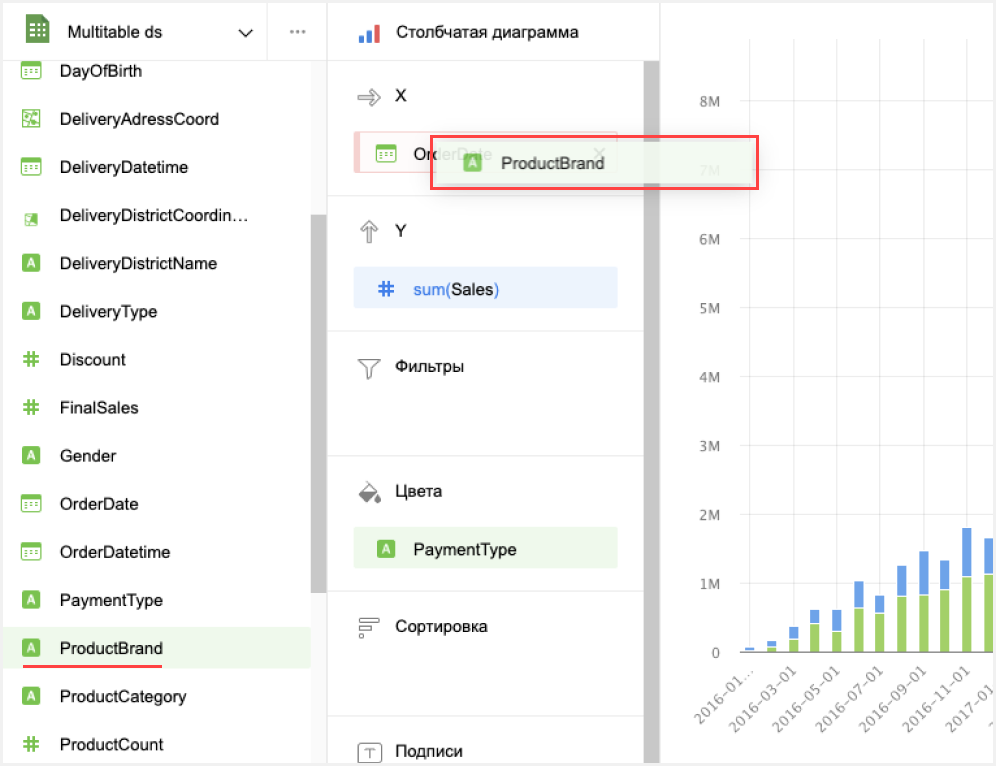 Multitable ds
DayOfBirth
DeliveryAdressCoord
DeliveryDatetime
DeliveryDistrictCoordin…
DeliveryDistrictName
DeliveryType
Discount
FinalSales
Gender
OrderDate
OrderDatetime
PaymentType
ProductBrand
ProductCategory
ProductCount
Столбчатая диаграмма
X
OrderDate
ProductBrand
Y
sum(Sales)
Фильтры
Цвета
PaymentType
Сортировка
Подписи
8M
7M
6M
5M
4M
3M
2M
1M
0
2016-01…
2016-03-01
2016-05-01
2016-07-01
2016-09-01
2016-11-01
2017-01